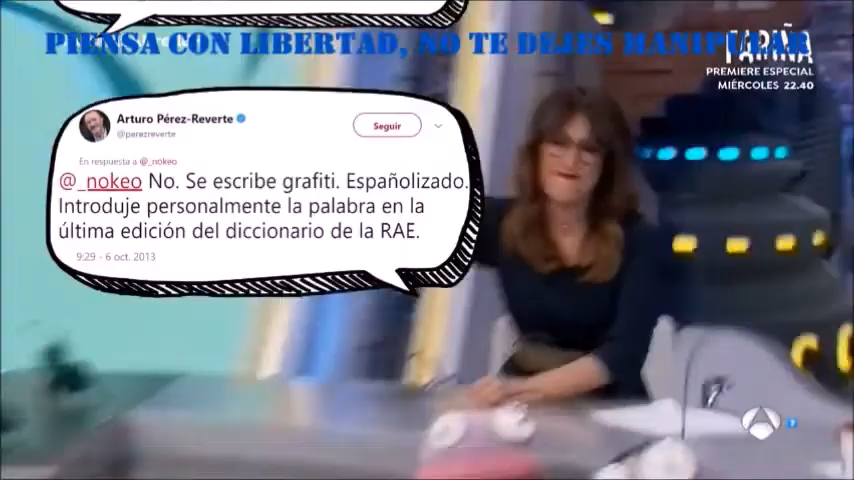 PIENSA CON LIBERTAD, NO TE DEJES MANIPULAR
FARIÑA
PREMIERE ESPECIAL
MIÉRCOLES 22.40
Arturo Pérez-Reverte
@perezreverte
Seguir
En respuesta a @_nokeo
@_nokeo No. Se escribe grafiti. Españolizado.
Introduje personalmente la palabra en la
última edición del diccionario de la RAE.
9:29 - 6 oct. 2013